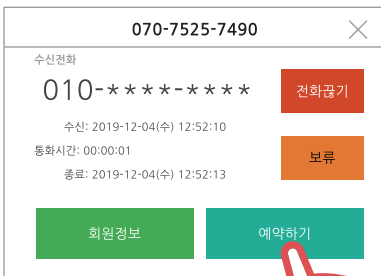 070-7525-7490
수신전화
010-****-****
전화끊기
수신: 2019-12-04(수) 12:52:10
통화시간: 00:00:01
보류
종료: 2019-12-04(수) 12:52:13
회원정보
예약하기